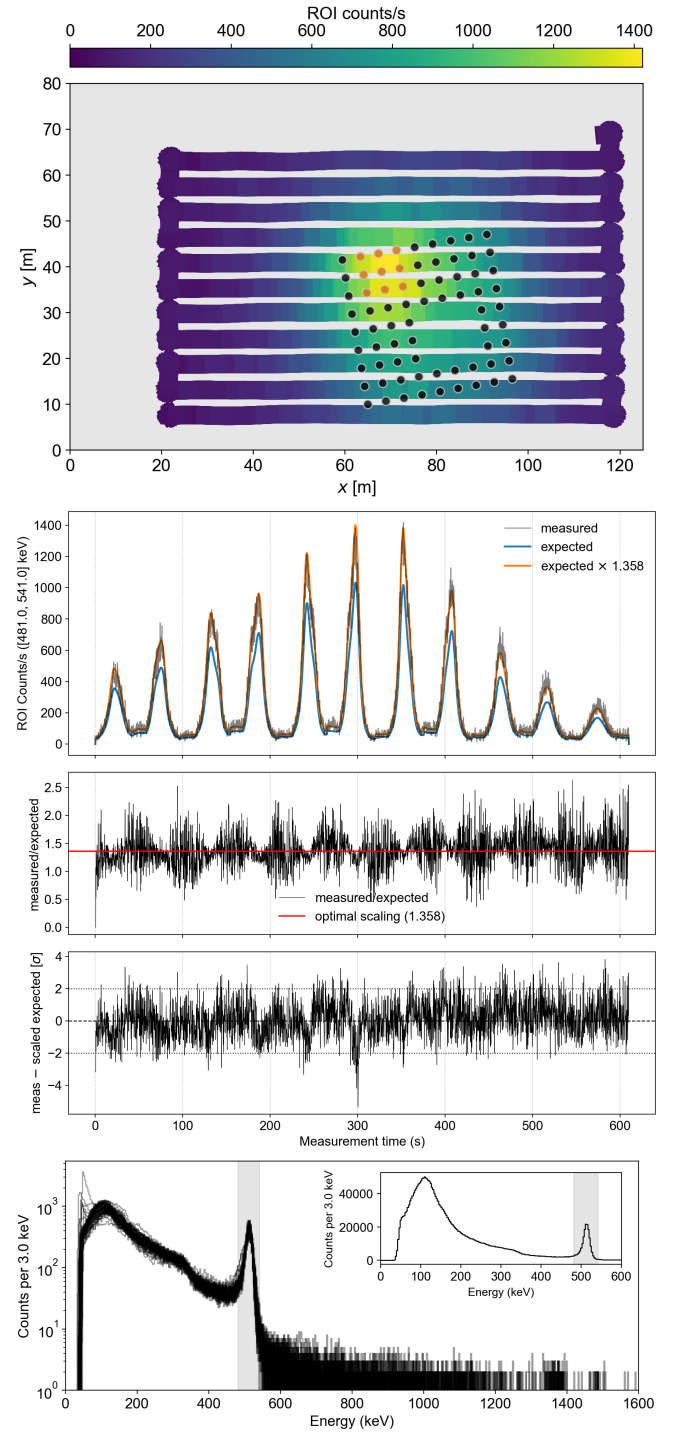 ROI counts/s
0 200 400 600 800 1000 1200 1400
80
70
60
50
40
30
20
10
0
y [m]
0 20 40 60 80 100 120
x [m]
1400
1200
1000
800
600
400
200
0
ROI Counts/s ([481.0, 541.0] keV)
measured
expected
expected × 1.358
2.5
2.0
1.5
1.0
0.5
0.0
measured/expected
measured/expected
optimal scaling (1.358)
4
2
0
−2
−4
meas − scaled expected [σ]
0 100 200 300 400 500 600
Measurement time (s)
10³
10²
10¹
10⁰
Counts per 3.0 keV
0 200 400 600 800 1000 1200 1400 1600
Energy (keV)
40000
20000
0
Counts per 3.0 keV
0 100 200 300 400 500 600
Energy (keV)